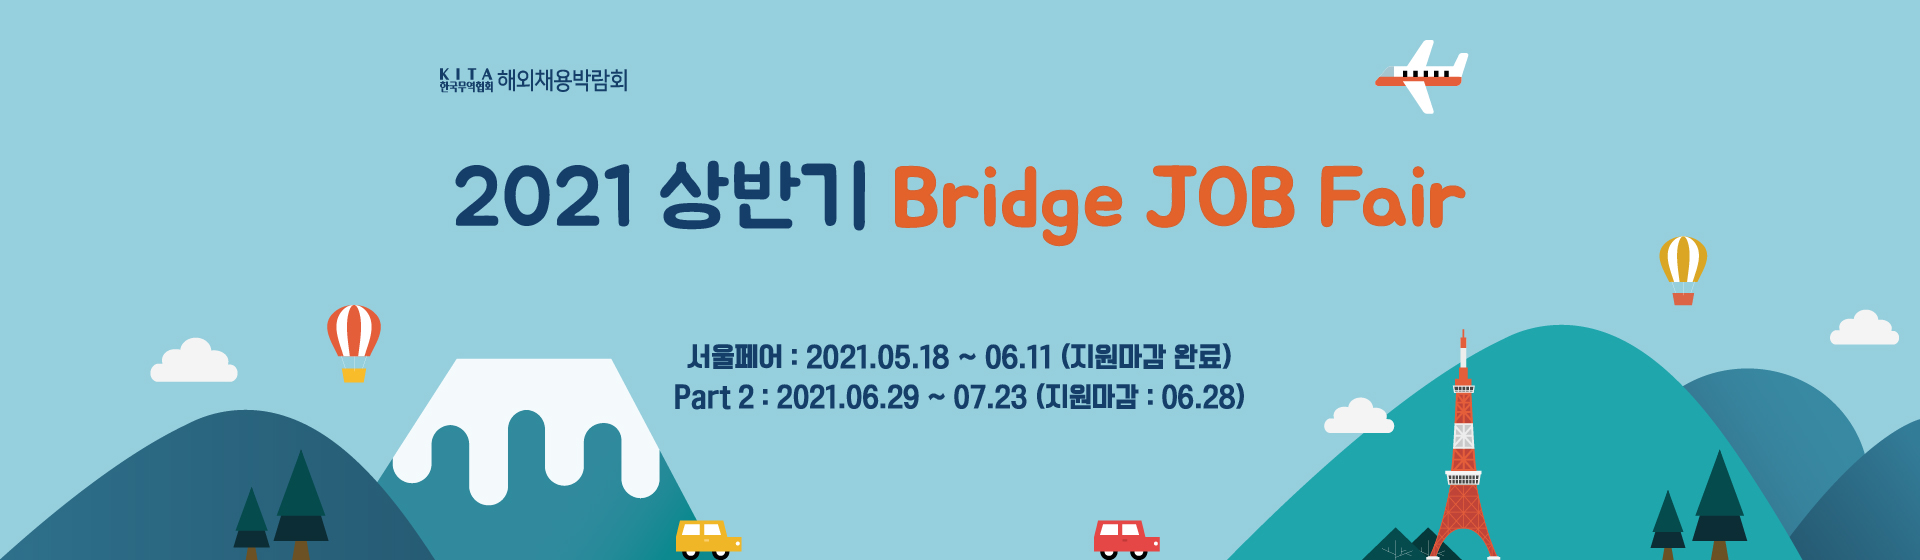 KITA
한국무역협회 해외채용박람회
2021 상반기 Bridge JOB Fair
서울페어 : 2021.05.18 ~ 06.11 (지원마감 완료)
Part 2 : 2021.06.29 ~ 07.23 (지원마감 : 06.28)